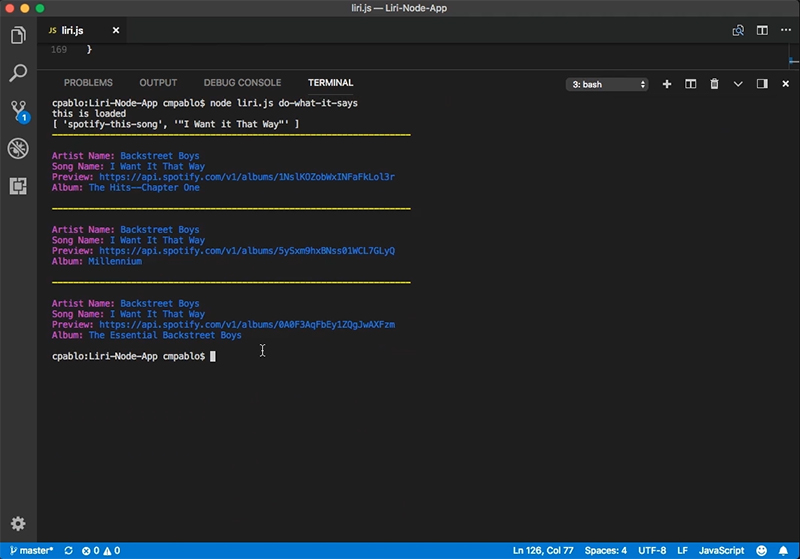 liri.js — Liri-Node-App
JS liri.js
169 }
PROBLEMS OUTPUT DEBUG CONSOLE TERMINAL 3: bash
cpablo:Liri-Node-App cmpablo$ node liri.js do-what-it-says
this is loaded
[ 'spotify-this-song', '"I Want it That Way"' ]
Artist Name: Backstreet Boys
Song Name: I Want It That Way
Preview: https://api.spotify.com/v1/albums/1NslKOZobWxINFaFkLol3r
Album: The Hits--Chapter One
Artist Name: Backstreet Boys
Song Name: I Want It That Way
Preview: https://api.spotify.com/v1/albums/5ySxm9hxBNss01WCL7GLyQ
Album: Millennium
Artist Name: Backstreet Boys
Song Name: I Want It That Way
Preview: https://api.spotify.com/v1/albums/0A0F3AqFbEy1ZQgJwAXFzm
Album: The Essential Backstreet Boys
cpablo:Liri-Node-App cmpablo$
1
master* 0 0 Ln 126, Col 77 Spaces: 4 UTF-8 LF JavaScript